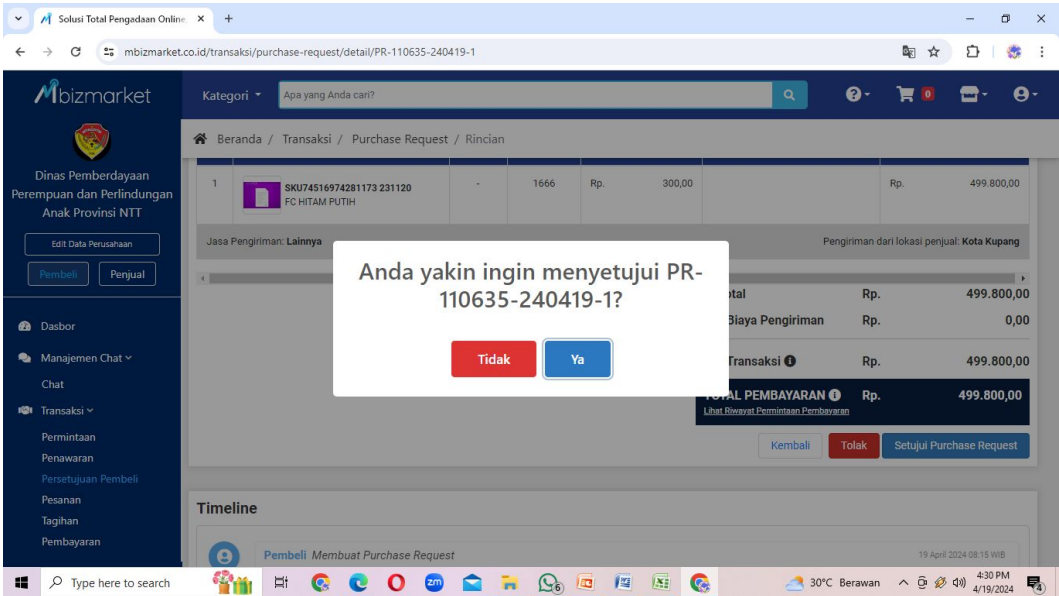 Solusi Total Pengadaan Online,
mbizmarket.co.id/transaksi/purchase-request/detail/PR-110635-240419-1
Mbizmarket
Kategori
Apa yang Anda cari?
0
Beranda / Transaksi / Purchase Request / Rincian
Dinas Pemberdayaan
Perempuan dan Perlindungan
Anak Provinsi NTT
Edit Data Perusahaan
Pembeli
Penjual
Dasbor
Manajemen Chat
Chat
Transaksi
Permintaan
Penawaran
Persetujuan Pembeli
Pesanan
Tagihan
Pembayaran
1 SKU74516974281173 231120 - 1666 Rp. 300,00 Rp. 499.800,00
FC HITAM PUTIH
Jasa Pengiriman: Lainnya Pengiriman dari lokasi penjual: Kota Kupang
Anda yakin ingin menyetujui PR-
110635-240419-1?
Tidak Ya
Rp. 499.800,00
Biaya Pengiriman Rp. 0,00
Transaksi Rp. 499.800,00
PEMBAYARAN Rp. 499.800,00
Lihat Riwayat Permintaan Pembayaran
Kembali Tolak Setujui Purchase Request
Timeline
Pembeli Membuat Purchase Request 19 April 2024 08:15 WIB
Type here to search
zm
6
30°C Berawan
4:30 PM
4/19/2024
4